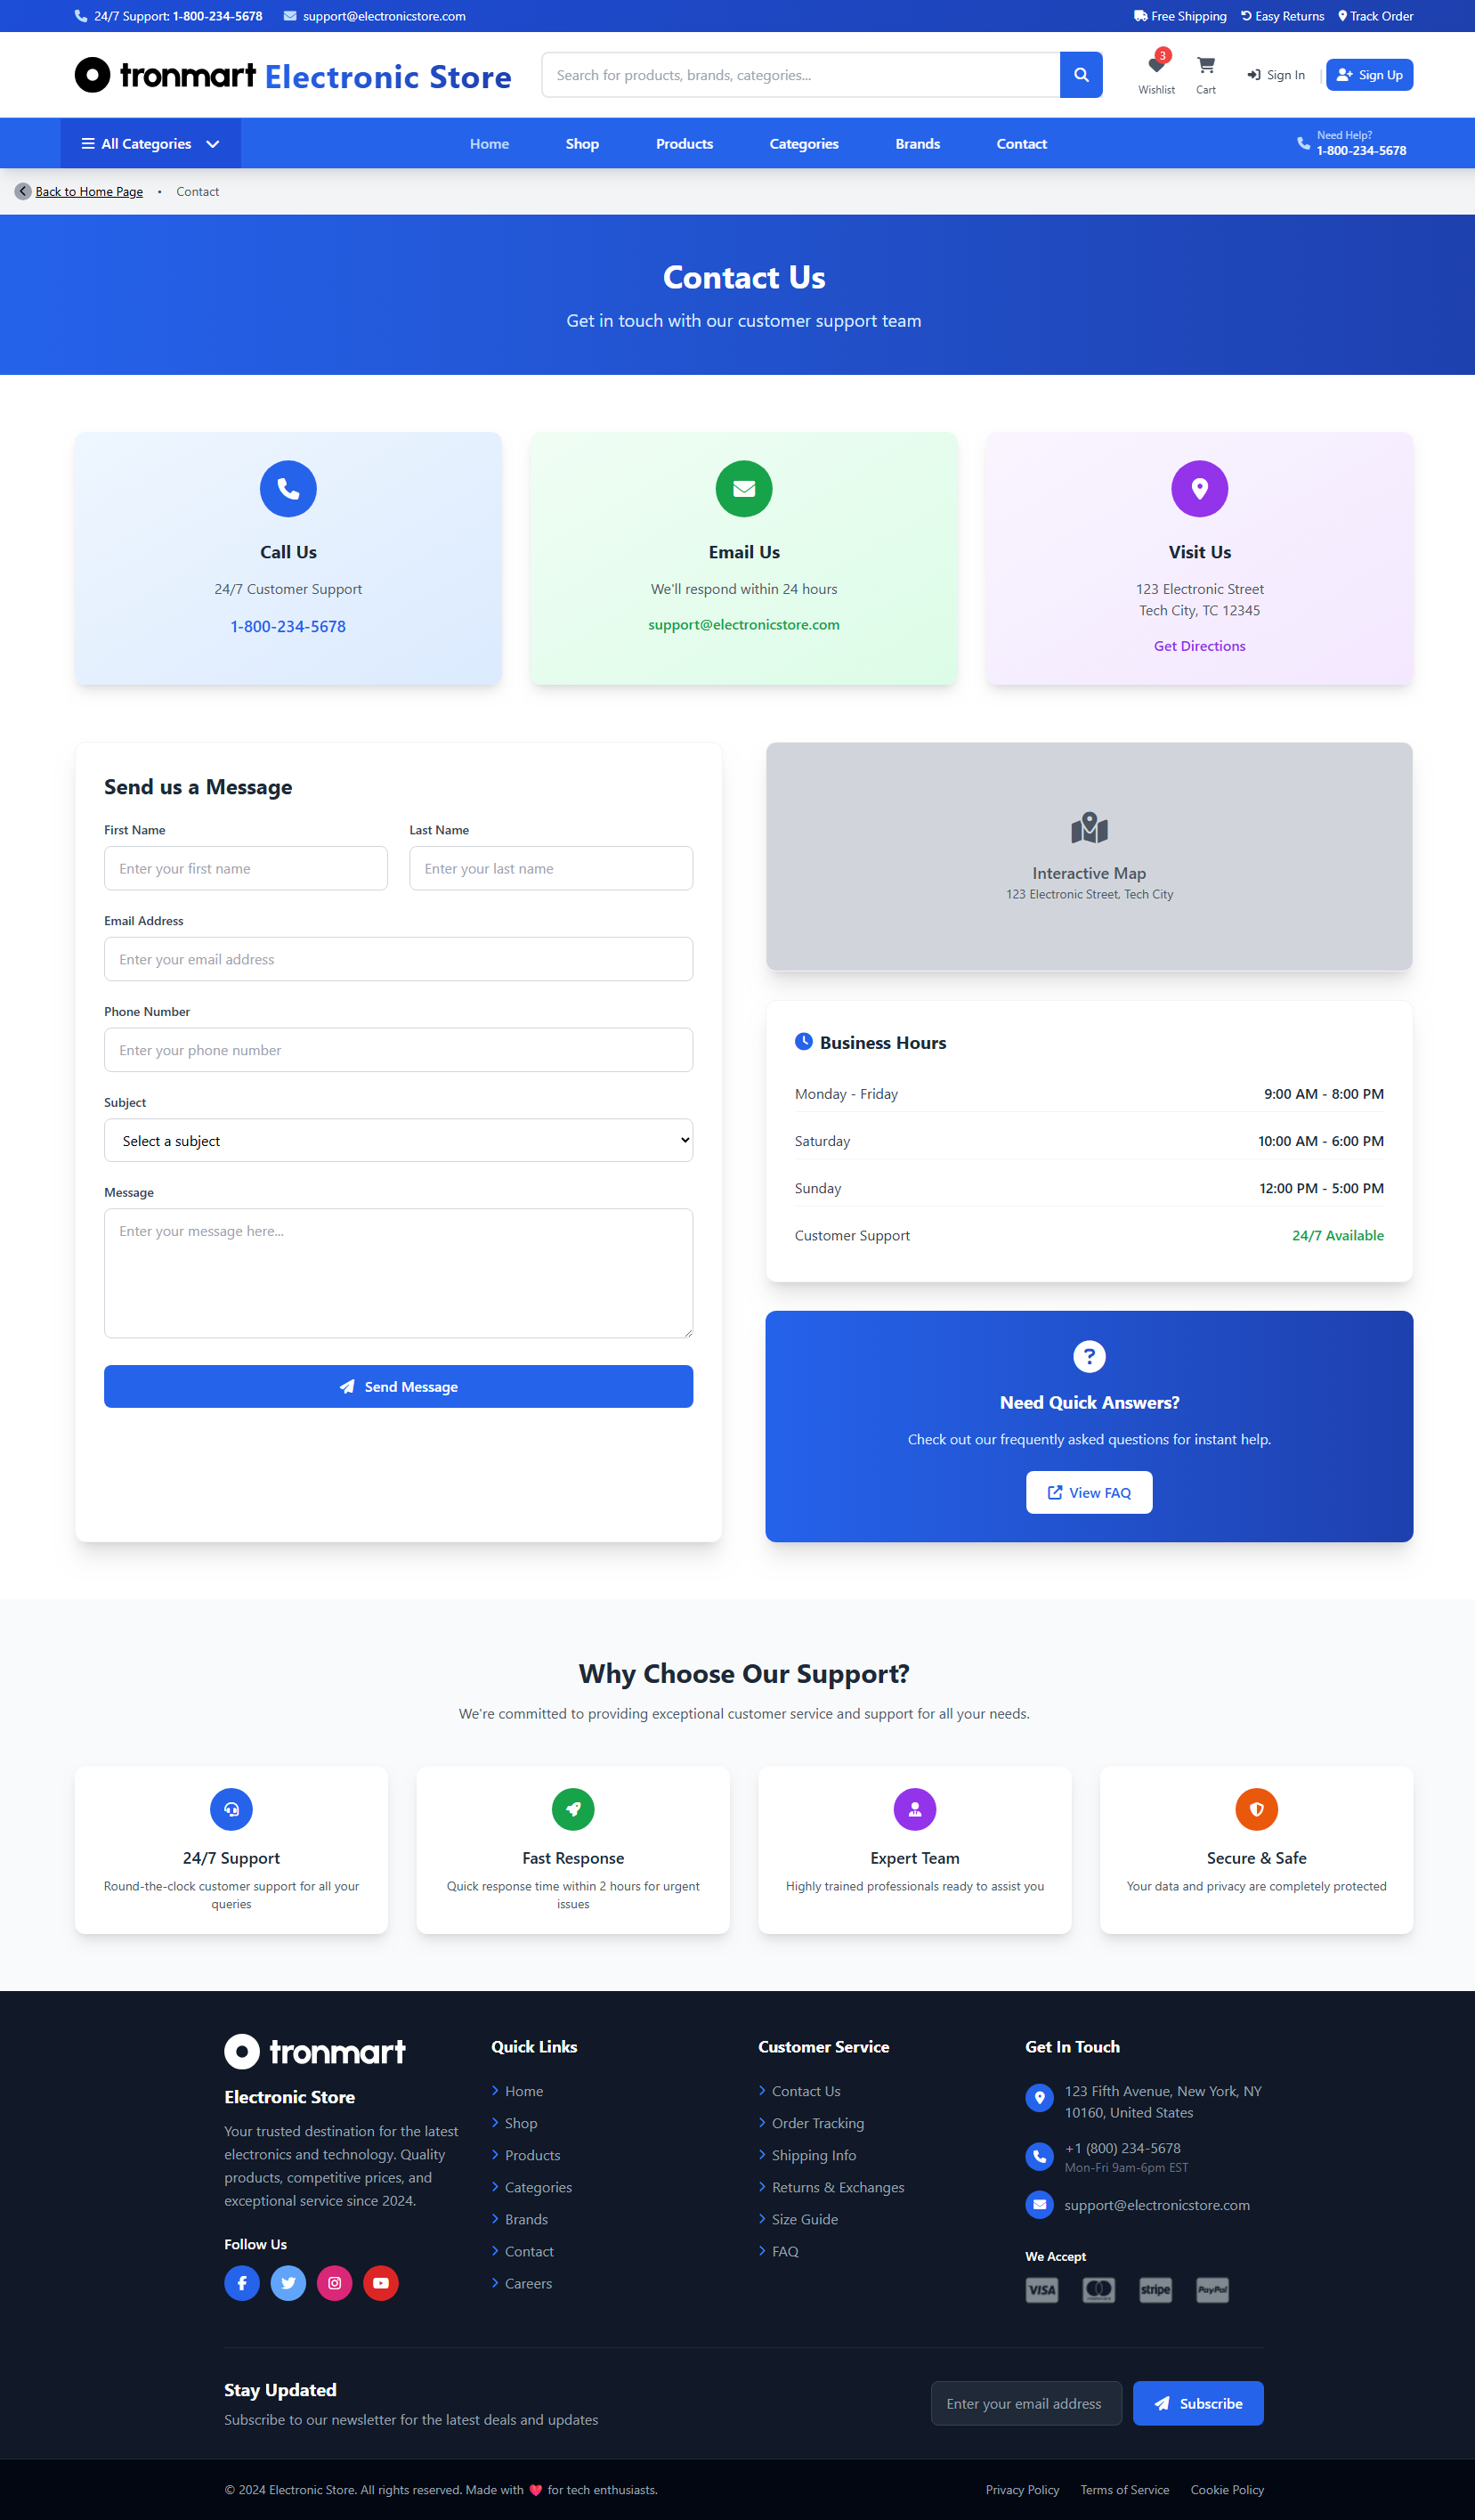 24/7 Support: 1-800-234-5678 support@electronicstore.com Free Shipping Easy Returns Track Order
tronmart Electronic Store Search for products, brands, categories... 3 Wishlist Cart Sign In | Sign Up
All Categories Home Shop Products Categories Brands Contact Need Help? 1-800-234-5678
Back to Home Page • Contact
Contact Us
Get in touch with our customer support team
Call Us
24/7 Customer Support
1-800-234-5678
Email Us
We'll respond within 24 hours
support@electronicstore.com
Visit Us
123 Electronic Street
Tech City, TC 12345
Get Directions
Send us a Message
First Name Last Name
Enter your first name Enter your last name
Email Address
Enter your email address
Phone Number
Enter your phone number
Subject
Select a subject
Message
Enter your message here...
Send Message
Interactive Map
123 Electronic Street, Tech City
Business Hours
Monday - Friday 9:00 AM - 8:00 PM
Saturday 10:00 AM - 6:00 PM
Sunday 12:00 PM - 5:00 PM
Customer Support 24/7 Available
Need Quick Answers?
Check out our frequently asked questions for instant help.
View FAQ
Why Choose Our Support?
We're committed to providing exceptional customer service and support for all your needs.
24/7 Support
Round-the-clock customer support for all your
queries
Fast Response
Quick response time within 2 hours for urgent
issues
Expert Team
Highly trained professionals ready to assist you
Secure & Safe
Your data and privacy are completely protected
tronmart
Electronic Store
Your trusted destination for the latest
electronics and technology. Quality
products, competitive prices, and
exceptional service since 2024.
Follow Us
Quick Links
Home
Shop
Products
Categories
Brands
Contact
Careers
Customer Service
Contact Us
Order Tracking
Shipping Info
Returns & Exchanges
Size Guide
FAQ
Get In Touch
123 Fifth Avenue, New York, NY
10160, United States
+1 (800) 234-5678
Mon-Fri 9am-6pm EST
support@electronicstore.com
We Accept
VISA stripe PayPal
Stay Updated
Subscribe to our newsletter for the latest deals and updates
Enter your email address Subscribe
© 2024 Electronic Store. All rights reserved. Made with ❤️ for tech enthusiasts.
Privacy Policy Terms of Service Cookie Policy